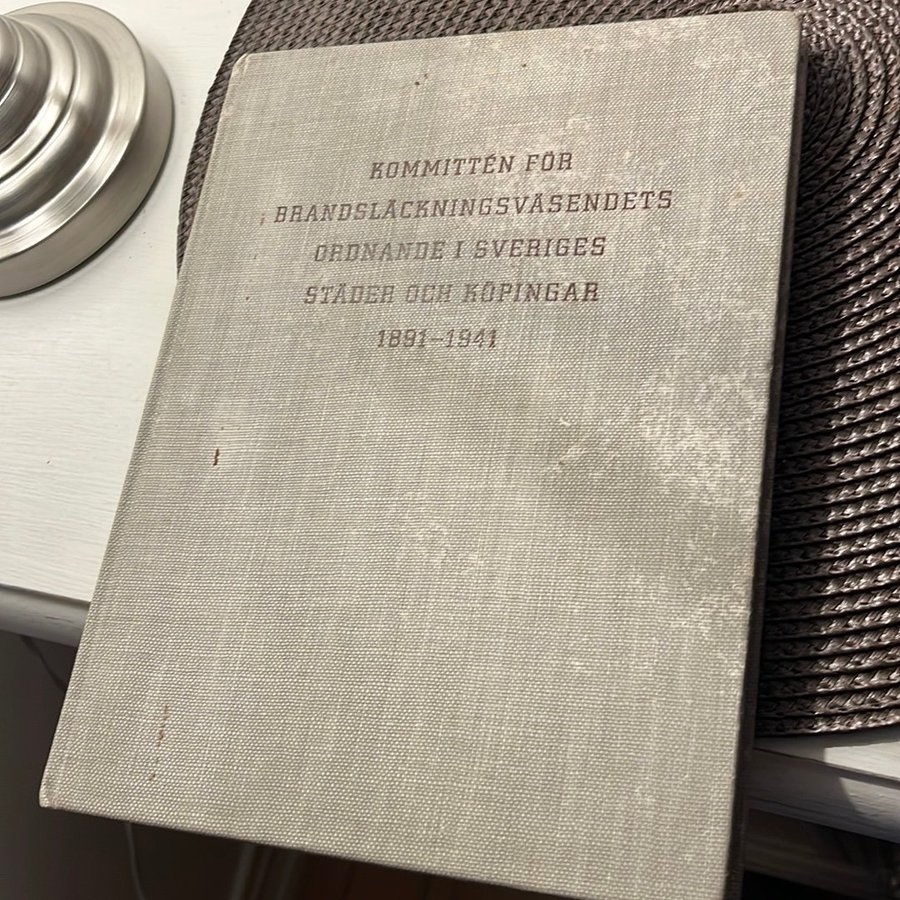 KOMMITTÉN FÖR
BRANDSLÄCKNINGSVÄSENDETS
ORDNANDE I SVERIGES
STÄDER OCH KÖPINGAR
1891–1941